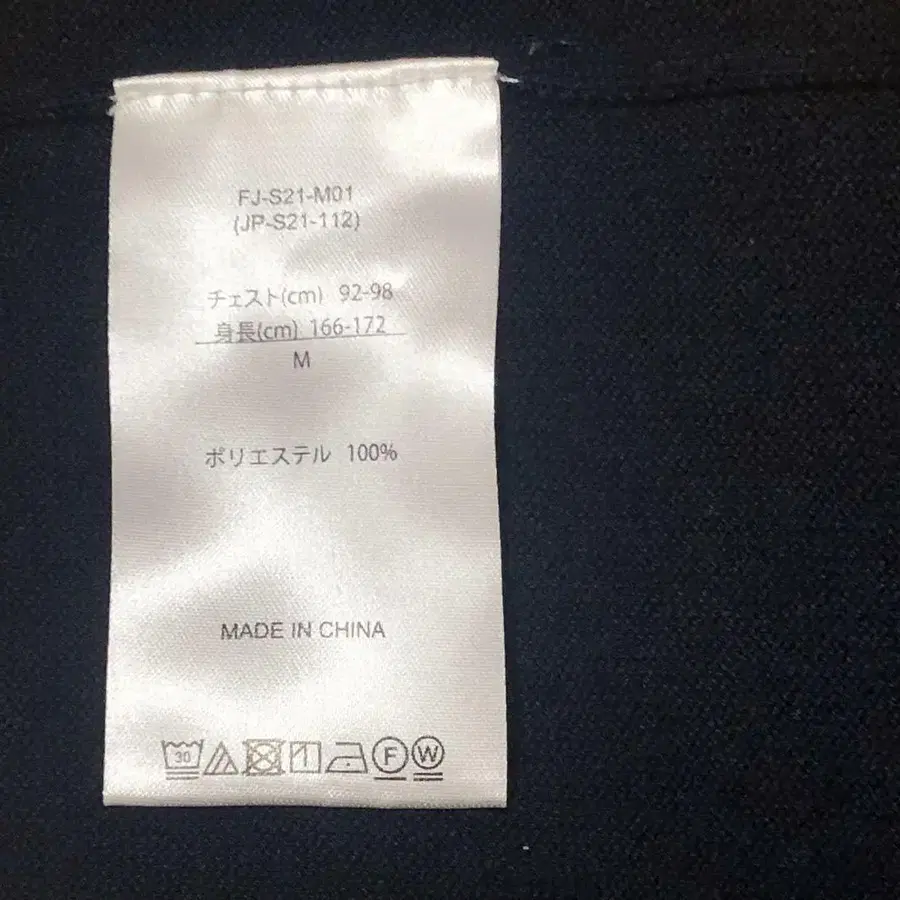 FJ-S21-M01
(JP-S21-112)
チェスト(cm) 92-98
身長(cm) 166-172
M
ポリエステル 100%
MADE IN CHINA
30 F W